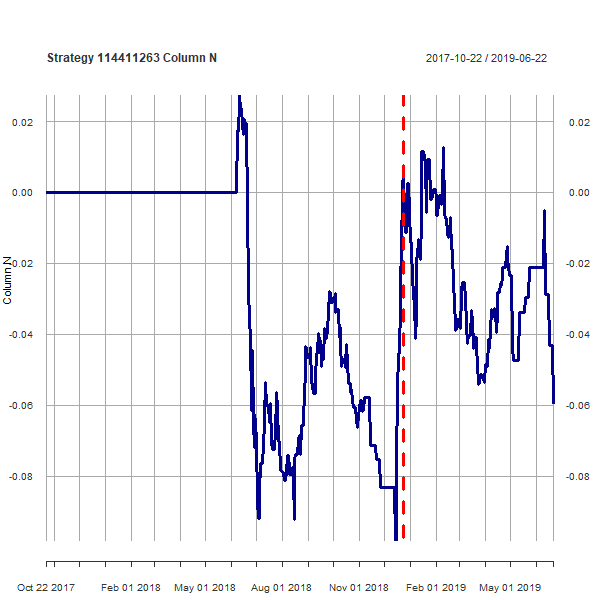 Strategy 114411263 Column N
2017-10-22 / 2019-06-22
0.02 0.02
0.00 0.00
-0.02 -0.02
Column N
-0.04 -0.04
-0.06 -0.06
-0.08 -0.08
Oct 22 2017 Feb 01 2018 May 01 2018 Aug 01 2018 Nov 01 2018 Feb 01 2019 May 01 2019